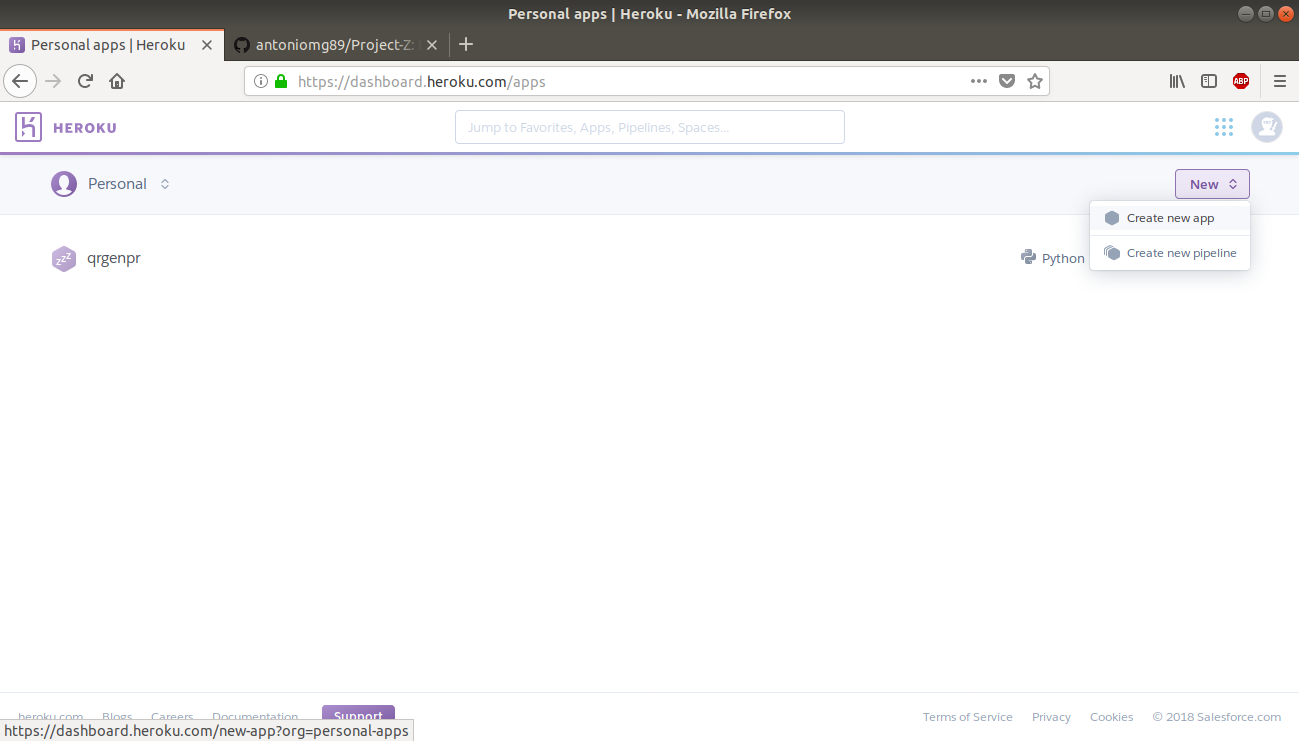 Personal apps | Heroku - Mozilla Firefox
Personal apps | Heroku
antoniomg89/Project-Z:
https://dashboard.heroku.com/apps
ABP
HEROKU
Jump to Favorites, Apps, Pipelines, Spaces...
Personal
New
Create new app
zzz qrgenpr
Python
Create new pipeline
heroku.com Blogs Careers Documentation Support
Terms of Service Privacy Cookies © 2018 Salesforce.com
https://dashboard.heroku.com/new-app?org=personal-apps